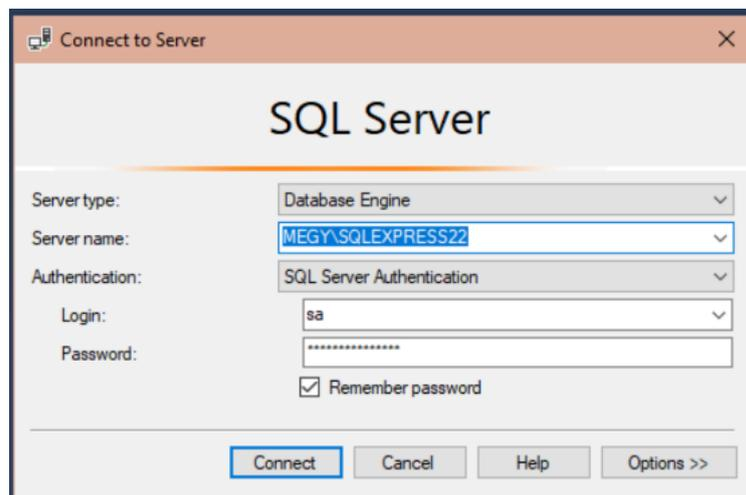 Connect to Server
SQL Server
Server type: Database Engine
Server name: MEGY\SQLEXPRESS22
Authentication: SQL Server Authentication
Login: sa
Password: ***************
Remember password
Connect Cancel Help Options >>